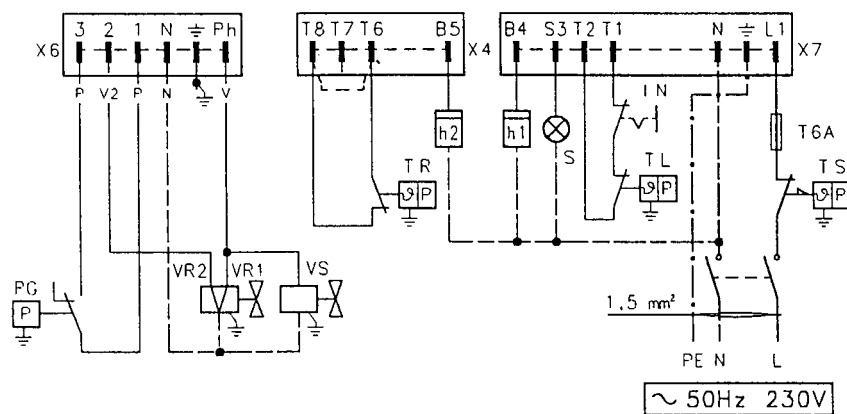 3 2 1 N ⏚ Ph
X6
P V2 P N V
T8 T7 T6 B5
X4
B4 S3 T2 T1 N ⏚ L1
X7
h2
h1
S
IN
T6A
TR
ϑ P
TL
ϑ P
TS
ϑ P
VR2 VR1 VS
PG
P
1,5 mm²
PE N L
~ 50Hz 230V